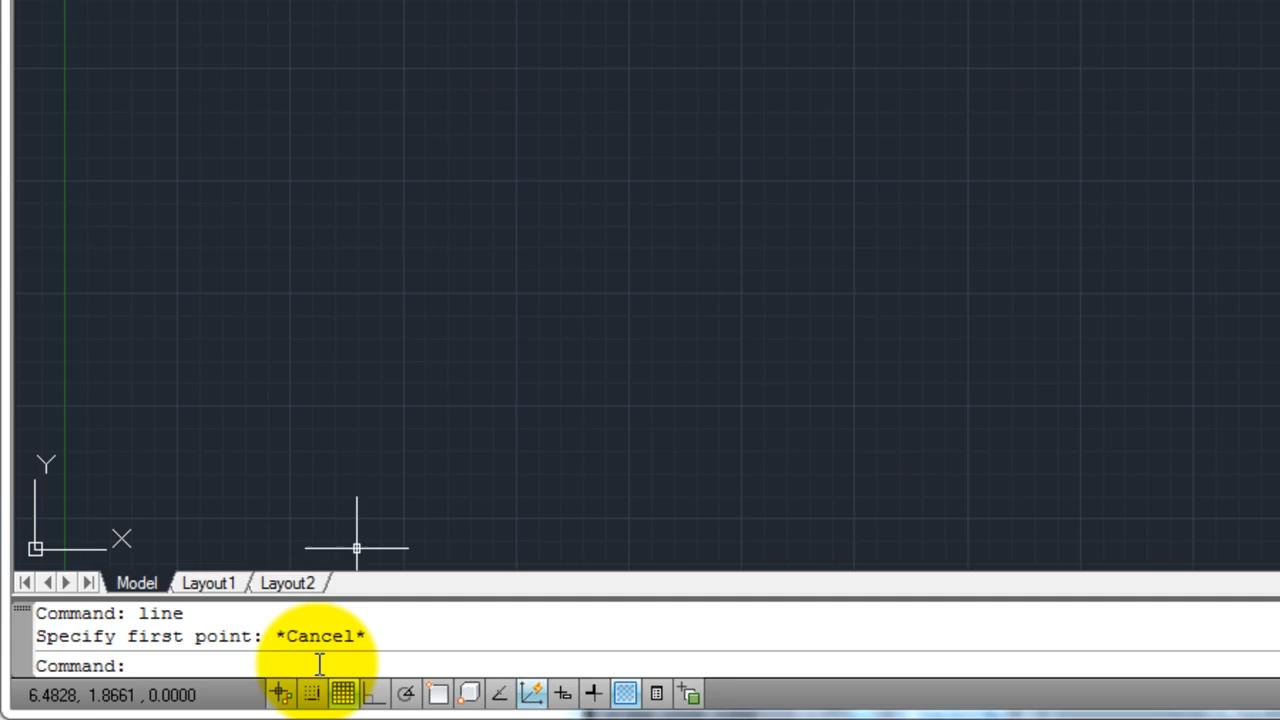 Y
X
Model Layout1 Layout2
Command: line
Specify first point: *Cancel*
Command:
6.4828, 1.8661 , 0.0000